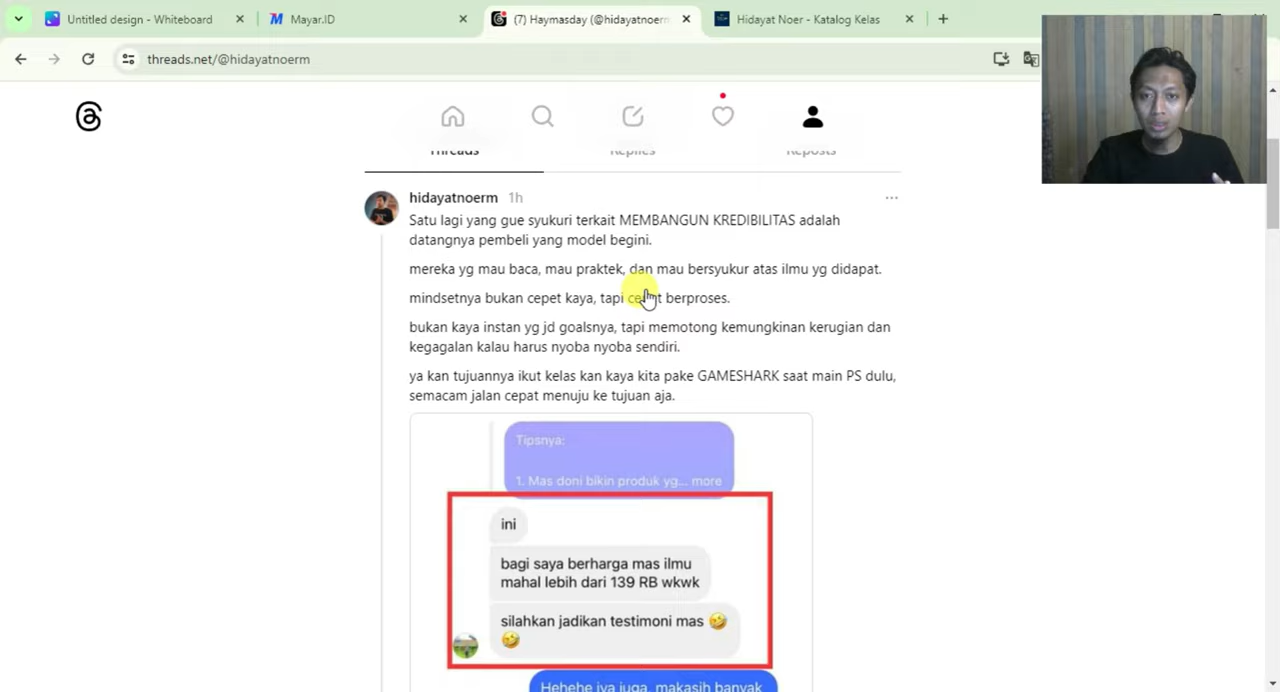 Untitled design - Whiteboard
Mayar.ID
(7) Haymasday (@hidayatnoerm
Hidayat Noer - Katalog Kelas
threads.net/@hidayatnoerm
Threads
Replies
Reposts
hidayatnoerm 1h
Satu lagi yang gue syukuri terkait MEMBANGUN KREDIBILITAS adalah
datangnya pembeli yang model begini.
mereka yg mau baca, mau praktek, dan mau bersyukur atas ilmu yg didapat.
mindsetnya bukan cepet kaya, tapi cepet berproses.
bukan kaya instan yg jd goalsnya, tapi memotong kemungkinan kerugian dan
kegagalan kalau harus nyoba nyoba sendiri.
ya kan tujuannya ikut kelas kan kaya kita pake GAMESHARK saat main PS dulu,
semacam jalan cepat menuju ke tujuan aja.
Tipsnya:
1. Mas doni bikin produk yg... more
ini
bagi saya berharga mas ilmu
mahal lebih dari 139 RB wkwk
silahkan jadikan testimoni mas 🤣
🤣
Hehehe iya juga, makasih banyak